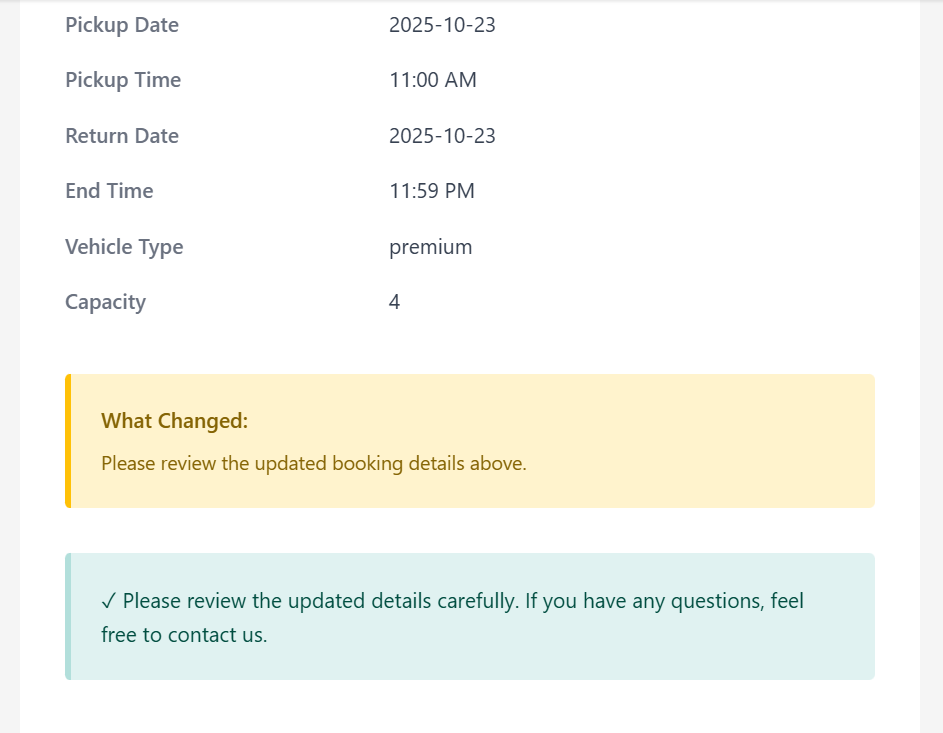 Pickup Date 2025-10-23
Pickup Time 11:00 AM
Return Date 2025-10-23
End Time 11:59 PM
Vehicle Type premium
Capacity 4
What Changed:
Please review the updated booking details above.
✓ Please review the updated details carefully. If you have any questions, feel
free to contact us.